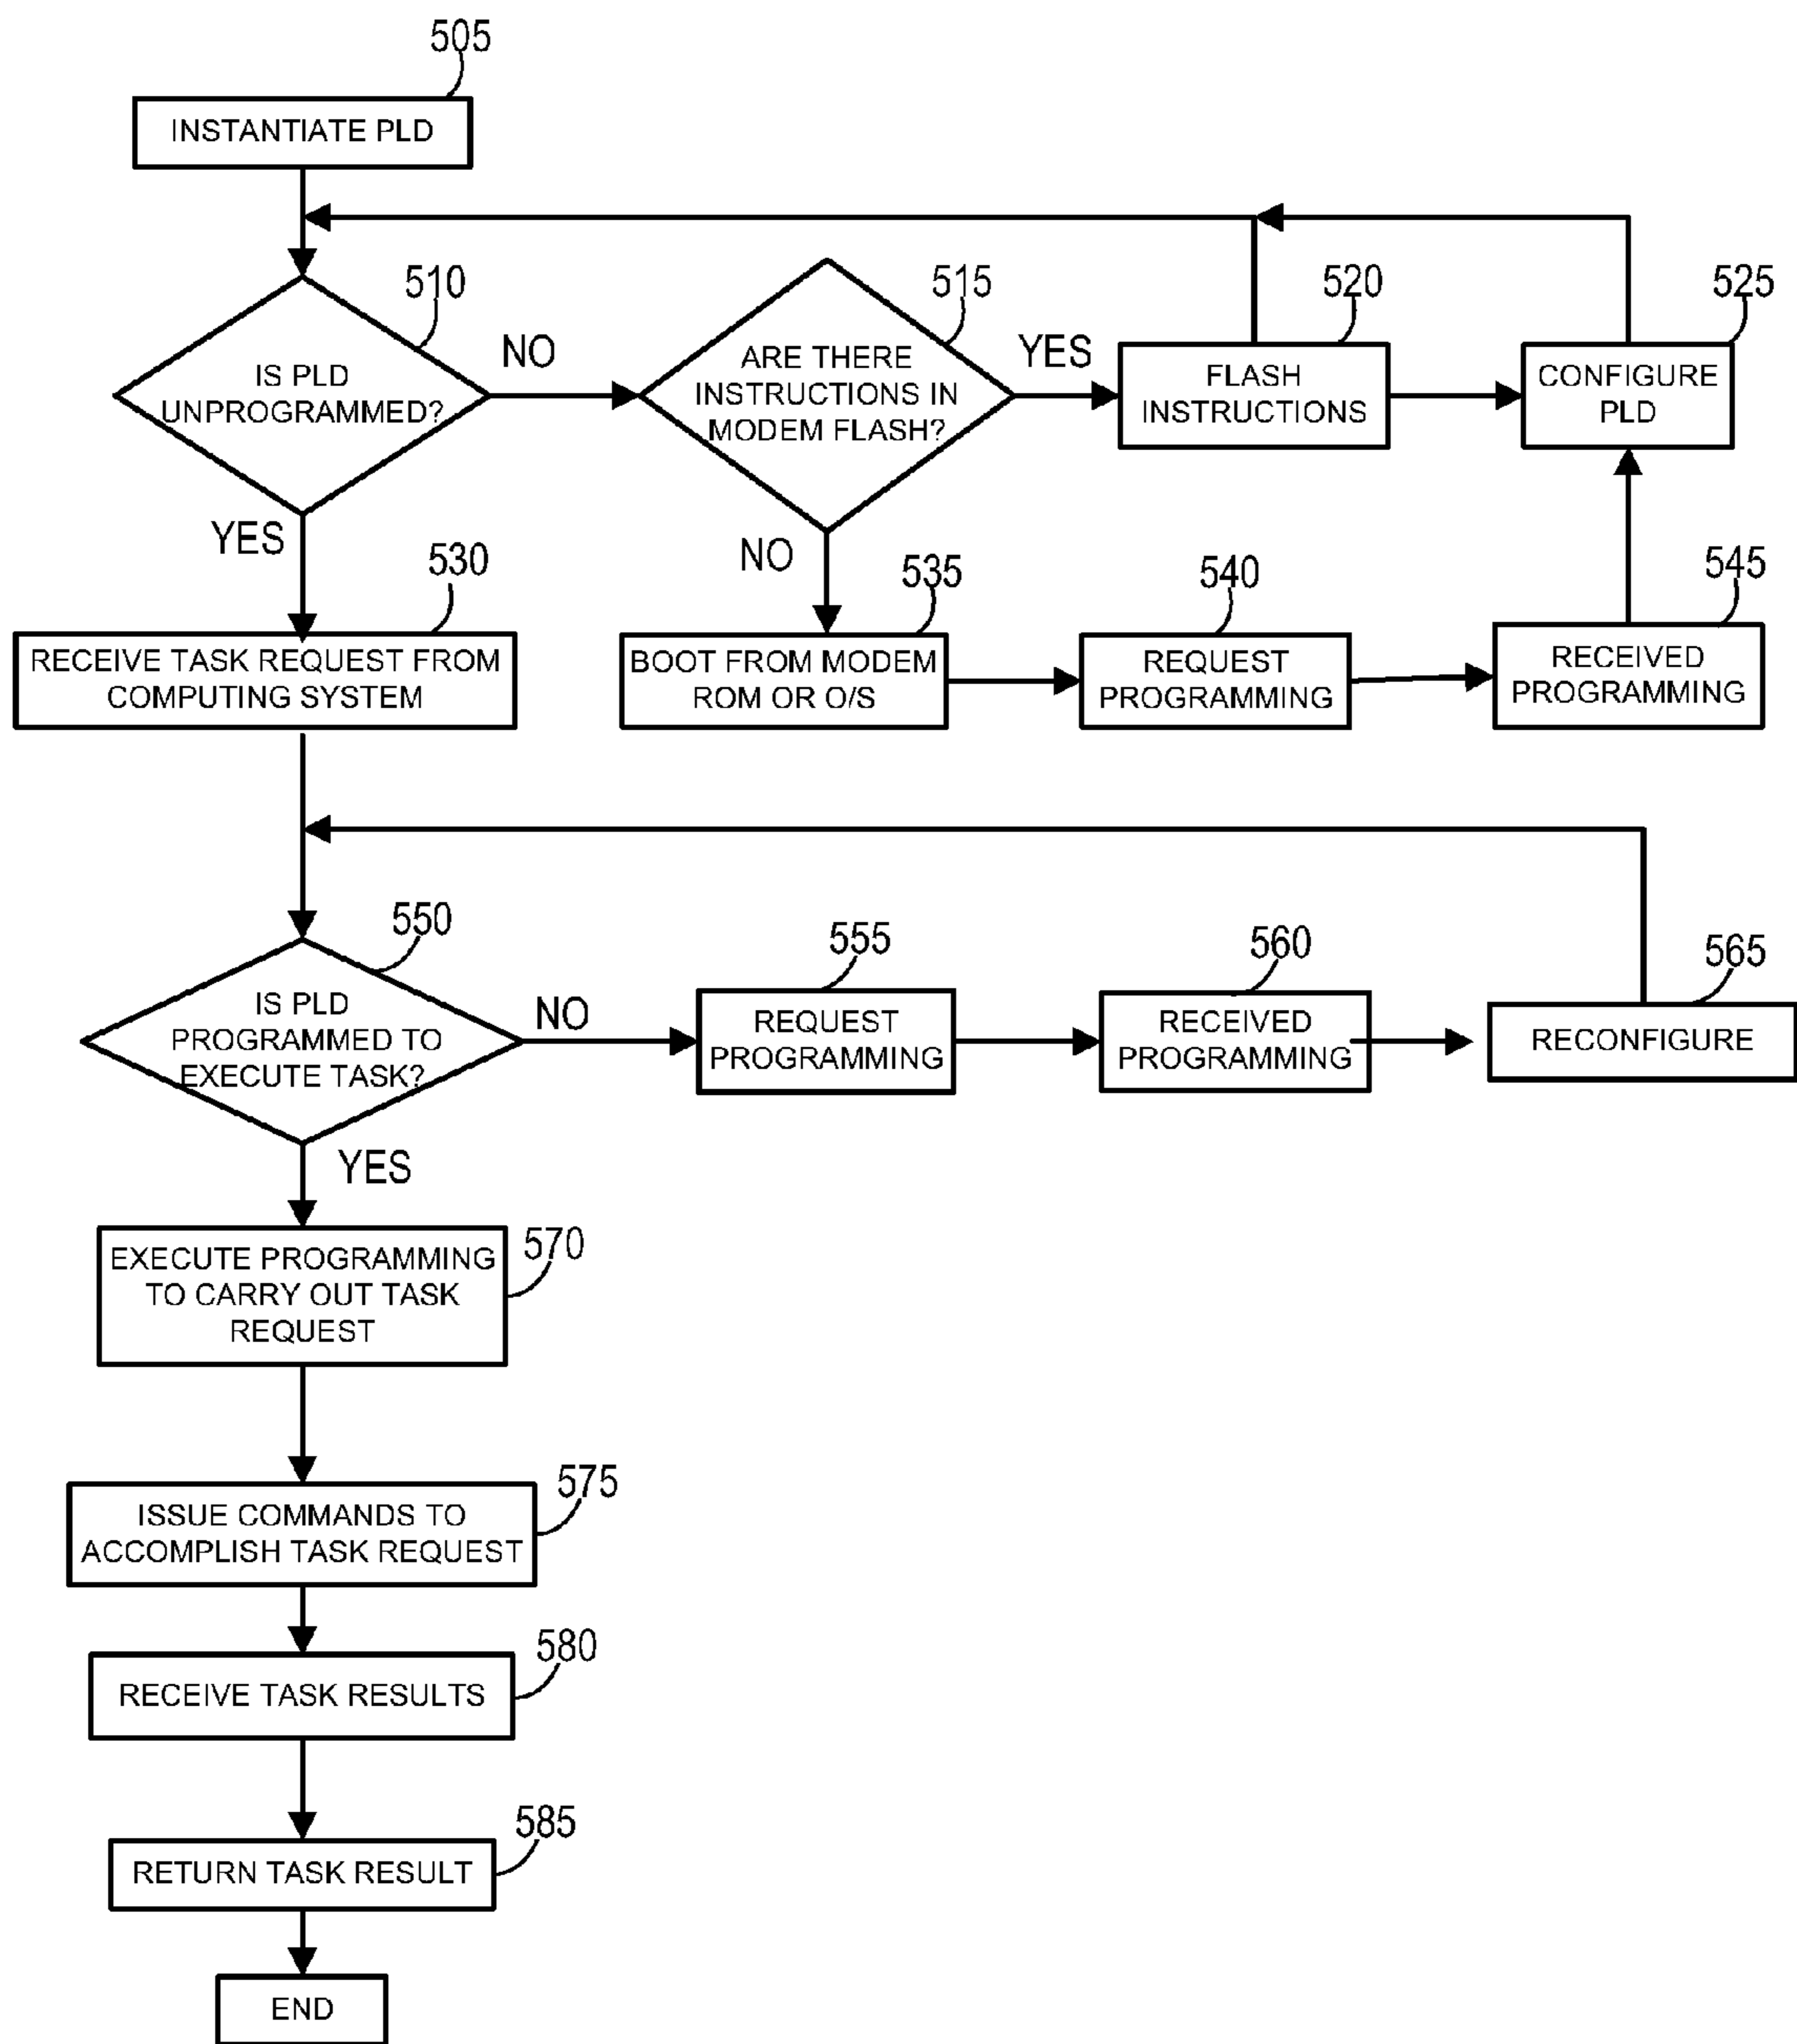 505
INSTANTIATE PLD
510
IS PLD
UNPROGRAMMED?
NO
YES
515
ARE THERE
INSTRUCTIONS IN
MODEM FLASH?
YES
NO
520
FLASH
INSTRUCTIONS
525
CONFIGURE
PLD
530
RECEIVE TASK REQUEST FROM
COMPUTING SYSTEM
535
BOOT FROM MODEM
ROM OR O/S
540
REQUEST
PROGRAMMING
545
RECEIVED
PROGRAMMING
550
IS PLD
PROGRAMMED TO
EXECUTE TASK?
NO
YES
555
REQUEST
PROGRAMMING
560
RECEIVED
PROGRAMMING
565
RECONFIGURE
570
EXECUTE PROGRAMMING
TO CARRY OUT TASK
REQUEST
575
ISSUE COMMANDS TO
ACCOMPLISH TASK REQUEST
580
RECEIVE TASK RESULTS
585
RETURN TASK RESULT
END